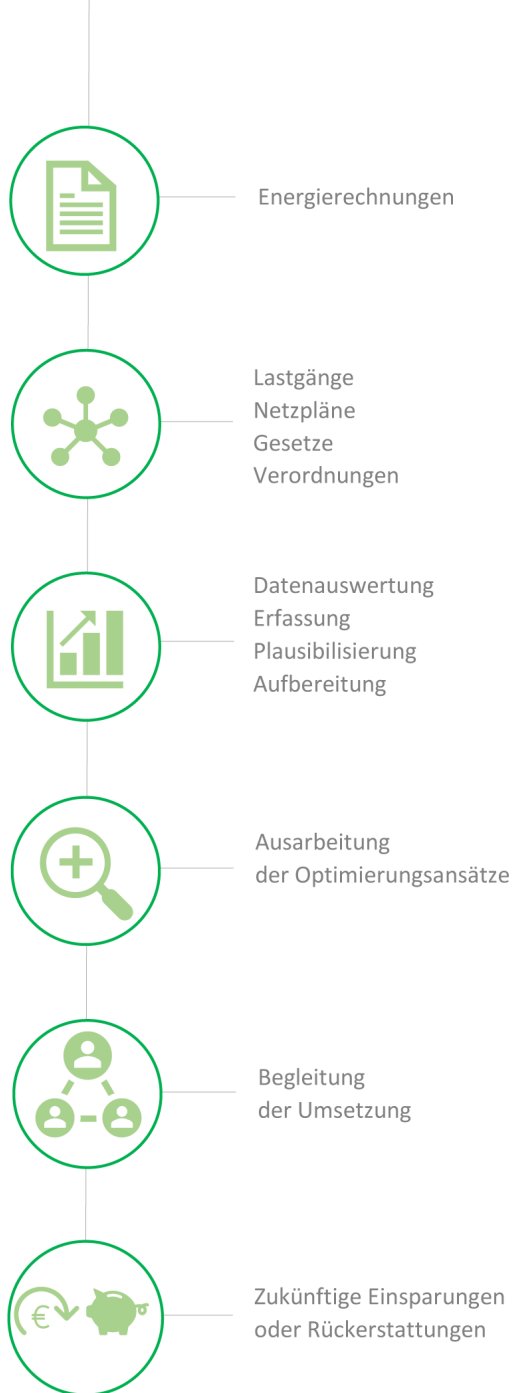 Energierechnungen
Lastgänge
Netzpläne
Gesetze
Verordnungen
Datenauswertung
Erfassung
Plausibilisierung
Aufbereitung
Ausarbeitung
der Optimierungsansätze
Begleitung
der Umsetzung
€
Zukünftige Einsparungen
oder Rückerstattungen